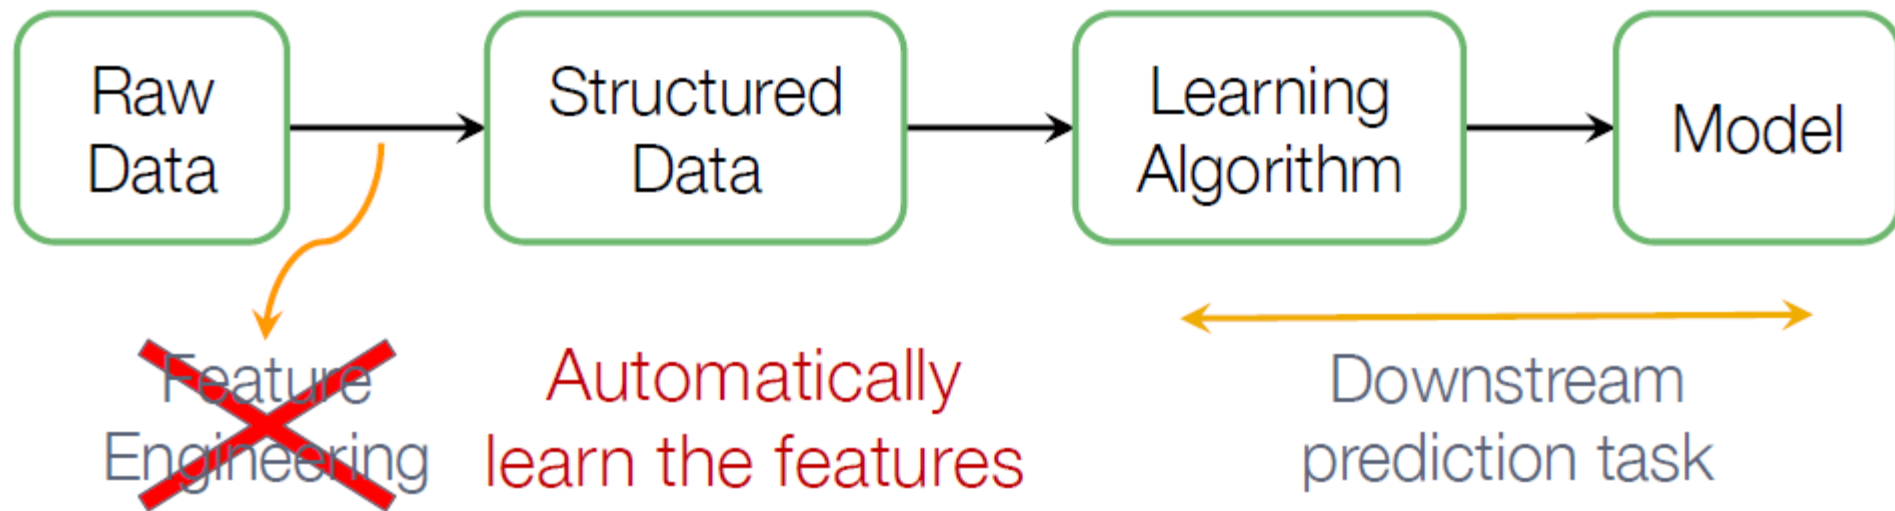 Raw
Data
Structured
Data
Learning
Algorithm
Model
Feature
Engineering
Automatically
learn the features
Downstream
prediction task